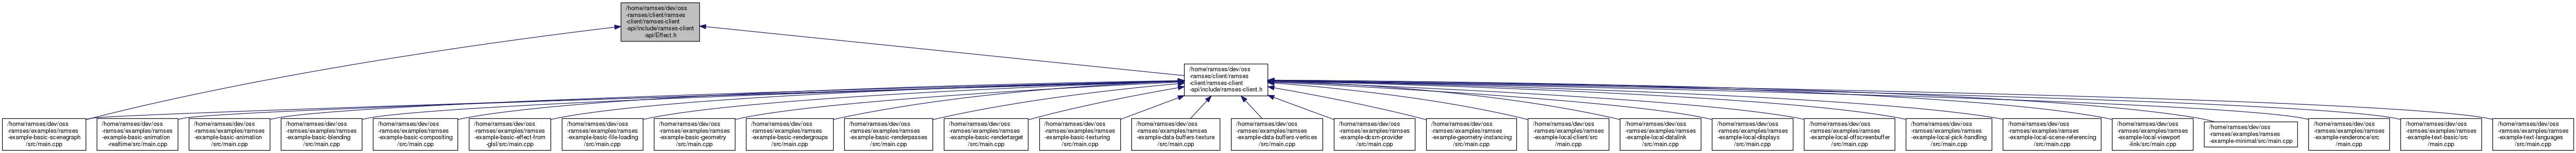 /home/ramses/dev/oss
-ramses/client/ramses
-client/ramses-client
-api/include/ramses-client
-api/Effect.h
/home/ramses/dev/oss
-ramses/client/ramses
-client/ramses-client
-api/include/ramses-client.h
/home/ramses/dev/oss
-ramses/examples/ramses
-example-basic-scenegraph
/src/main.cpp
/home/ramses/dev/oss
-ramses/examples/ramses
-example-basic-animation
-realtime/src/main.cpp
/home/ramses/dev/oss
-ramses/examples/ramses
-example-basic-animation
/src/main.cpp
/home/ramses/dev/oss
-ramses/examples/ramses
-example-basic-blending
/src/main.cpp
/home/ramses/dev/oss
-ramses/examples/ramses
-example-basic-compositing
/src/main.cpp
/home/ramses/dev/oss
-ramses/examples/ramses
-example-basic-effect-from
-glsl/src/main.cpp
/home/ramses/dev/oss
-ramses/examples/ramses
-example-basic-file-loading
/src/main.cpp
/home/ramses/dev/oss
-ramses/examples/ramses
-example-basic-geometry
/src/main.cpp
/home/ramses/dev/oss
-ramses/examples/ramses
-example-basic-rendergroups
/src/main.cpp
/home/ramses/dev/oss
-ramses/examples/ramses
-example-basic-renderpasses
/src/main.cpp
/home/ramses/dev/oss
-ramses/examples/ramses
-example-basic-rendertarget
/src/main.cpp
/home/ramses/dev/oss
-ramses/examples/ramses
-example-basic-texturing
/src/main.cpp
/home/ramses/dev/oss
-ramses/examples/ramses
-example-data-buffers-texture
/src/main.cpp
/home/ramses/dev/oss
-ramses/examples/ramses
-example-data-buffers-vertices
/src/main.cpp
/home/ramses/dev/oss
-ramses/examples/ramses
-example-dcsm-provider
/src/main.cpp
/home/ramses/dev/oss
-ramses/examples/ramses
-example-geometry-instancing
/src/main.cpp
/home/ramses/dev/oss
-ramses/examples/ramses
-example-local-client/src
/main.cpp
/home/ramses/dev/oss
-ramses/examples/ramses
-example-local-datalink
/src/main.cpp
/home/ramses/dev/oss
-ramses/examples/ramses
-example-local-displays
/src/main.cpp
/home/ramses/dev/oss
-ramses/examples/ramses
-example-local-offscreenbuffer
/src/main.cpp
/home/ramses/dev/oss
-ramses/examples/ramses
-example-local-pick-handling
/src/main.cpp
/home/ramses/dev/oss
-ramses/examples/ramses
-example-local-scene-referencing
/src/main.cpp
/home/ramses/dev/oss
-ramses/examples/ramses
-example-local-viewport
-link/src/main.cpp
/home/ramses/dev/oss
-ramses/examples/ramses
-example-minimal/src/main.cpp
/home/ramses/dev/oss
-ramses/examples/ramses
-example-renderonce/src
/main.cpp
/home/ramses/dev/oss
-ramses/examples/ramses
-example-text-basic/src
/main.cpp
/home/ramses/dev/oss
-ramses/examples/ramses
-example-text-languages
/src/main.cpp